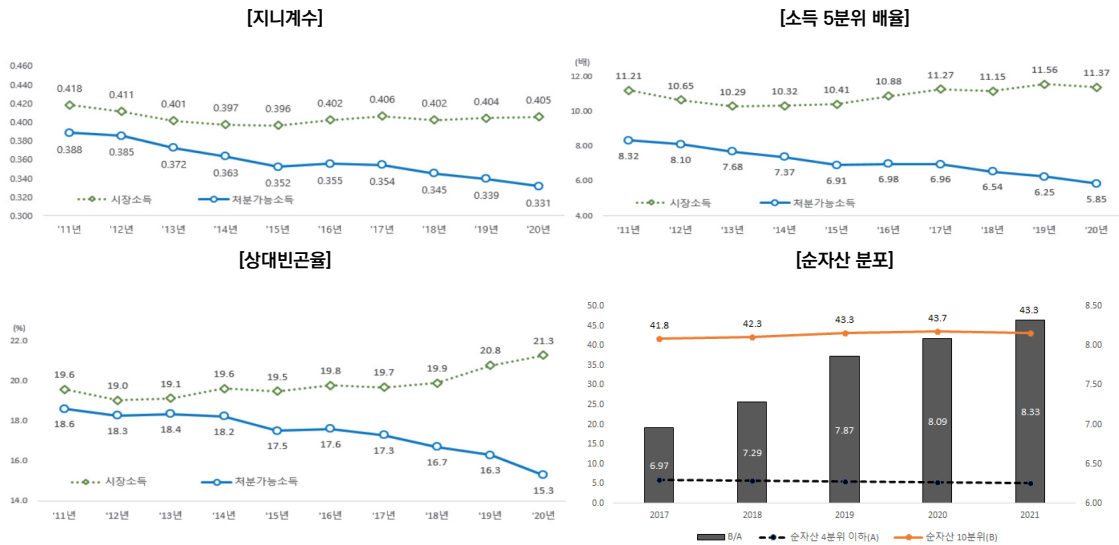 [지니계수]
0.460
0.440
0.420
0.400
0.380
0.360
0.340
0.320
0.300
0.418
0.411
0.401
0.397
0.396
0.402
0.406
0.402
0.404
0.405
0.388
0.385
0.372
0.363
0.352
0.355
0.354
0.345
0.339
0.331
시장소득
처분가능소득
'11년
'12년
'13년
'14년
'15년
'16년
'17년
'18년
'19년
'20년
[소득 5분위 배율]
(배)
12.00
10.00
8.00
6.00
4.00
11.21
10.65
10.29
10.32
10.41
10.88
11.27
11.15
11.56
11.37
8.32
8.10
7.68
7.37
6.91
6.98
6.96
6.54
6.25
5.85
시장소득
처분가능소득
'11년
'12년
'13년
'14년
'15년
'16년
'17년
'18년
'19년
'20년
[상대빈곤율]
(%)
22.0
20.0
18.0
16.0
14.0
19.6
19.0
19.1
19.6
19.5
19.8
19.7
19.9
20.8
21.3
18.6
18.3
18.4
18.2
17.5
17.6
17.3
16.7
16.3
15.3
시장소득
처분가능소득
'11년
'12년
'13년
'14년
'15년
'16년
'17년
'18년
'19년
'20년
[순자산 분포]
50.0
45.0
40.0
35.0
30.0
25.0
20.0
15.0
10.0
5.0
0.0
41.8
42.3
43.3
43.7
43.3
6.97
7.29
7.87
8.09
8.33
8.50
8.00
7.50
7.00
6.50
6.00
2017
2018
2019
2020
2021
B/A
순자산 4분위 이하(A)
순자산 10분위(B)